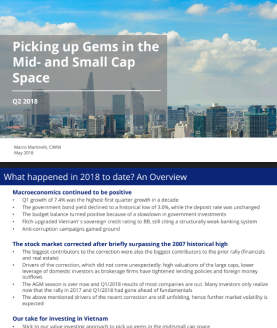 Picking up Gems in the
Mid- and Small Cap
Space
Q2 2018
Marco Martinelli, CAIA
May 2018
What happened in 2018 to date? An Overview
Macroeconomics continued to be positive
• Q1 growth of 7.4% was the highest first quarter growth in a decade
• The government bond yield declined to a historical low of 3.0%, while the deposit rate was unchanged
• The budget balance turned positive because of a slowdown in government investments
• Fitch upgraded Vietnam's sovereign credit rating to BB, still citing a structurally weak banking system
• Anti-corruption campaigns gained ground
The stock market corrected after briefly surpassing the 2007 historical high
• The biggest contributors to the correction were also the biggest contributors to the prior rally (financials
and real estate)
• Drivers of the correction, which did not come unexpectedly: high valuations of the large caps, lower
leverage of domestic investors as brokerage firms have tightened lending policies and foreign money
outflows
• The AGM season is over now and Q1/2018 results of most companies are out. Many investors only realize
now that the rally in 2017 and Q1/2018 had gone ahead of fundamentals
• The above mentioned drivers of the recent correction are still unfolding, hence further market volatility is
expected
Our take for investing in Vietnam
• Stick to our value investing approach to pick up gems in the mid/small cap space